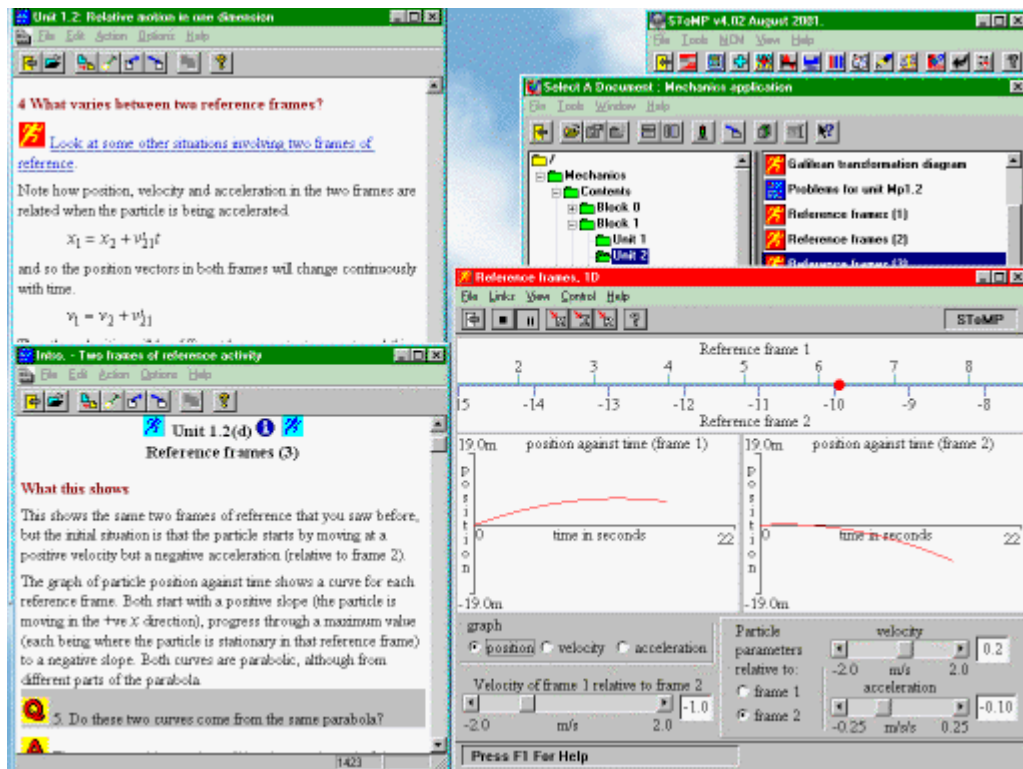 Unit 1.2: Relative motion in one dimension
File Edit Action Options Help
4 What varies between two reference frames?
Look at some other situations involving two frames of
reference.
Note how position, velocity and acceleration in the two frames are
related when the particle is being accelerated.
x₁ = x₂ + v₂₁t
and so the position vectors in both frames will change continuously
with time.
v₁ = v₂ + v₂₁
Intro. - Two frames of reference activity
File Edit Action Options Help
Unit 1.2(d)
Reference frames (3)
What this shows
This shows the same two frames of reference that you saw before,
but the initial situation is that the particle starts by moving at a
positive velocity but a negative acceleration (relative to frame 2).
The graph of particle position against time shows a curve for each
reference frame. Both start with a positive slope (the particle is
moving in the +ve x direction), progress through a maximum value
(each being where the particle is stationary in that reference frame)
to a negative slope. Both curves are parabolic, although from
different parts of the parabola.
Q 5. Do these two curves come from the same parabola?
A
1423
SToMP v4.02 August 2001.
File Tools NCM View Help
Select A Document : Mechanics application
File Tools Window Help
/
Mechanics
Contents
Block 0
Block 1
Unit 1
Unit 2
Galilean transformation diagram
Problems for unit Mp1.2
Reference frames (1)
Reference frames (2)
Reference frames (3)
Reference frames, 1D
File Links View Control Help
SToMP
Reference frame 1
2 3 4 5 6 7 8
15 -14 -13 -12 -11 -10 -9 -8
Reference frame 2
19.0m position against time (frame 1)
position
0 time in seconds 22
-19.0m
19.0m position against time (frame 2)
position
0 time in seconds 22
-19.0m
graph
position velocity acceleration
Velocity of frame 1 relative to frame 2
-1.0
-2.0 m/s 2.0
Particle
parameters
relative to:
frame 1
frame 2
velocity
0.2
-2.0 m/s 2.0
acceleration
-0.10
-0.25 m/s/s 0.25
Press F1 For Help